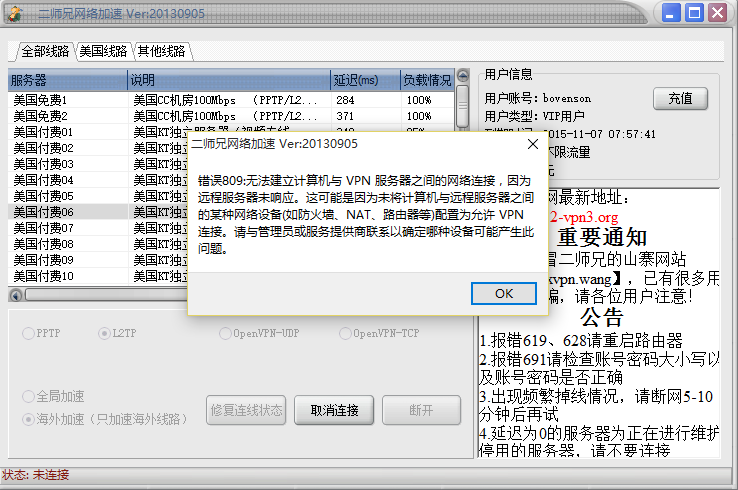 二师兄网络加速 Ver:20130905
全部线路 美国线路 其他线路
服务器 说明 延迟(ms) 负载情况
美国免费1 美国CC机房100Mbps （PPTP/L2... 284 100%
美国免费2 美国CC机房100Mbps （PPTP/L2... 371 100%
美国付费01 美国KT独立服务器
美国付费02 美国KT独立
美国付费03 美国KT独立
美国付费04 美国KT独立
美国付费05 美国KT独立
美国付费06 美国KT独立
美国付费07 美国KT独立
美国付费08 美国KT独立
美国付费09 美国KT独立
美国付费10 美国KT独立
用户信息
用户账号：bovenson
充值
用户类型：VIP用户
2015-11-07 07:57:41
不限流量
元
二师兄网络加速 Ver:20130905
错误809:无法建立计算机与 VPN 服务器之间的网络连接，因为
远程服务器未响应。这可能是因为未将计算机与远程服务器之间
的某种网络设备(如防火墙、NAT、路由器等)配置为允许 VPN
连接。请与管理员或服务提供商联系以确定哪种设备可能产生此
问题。
OK
网最新地址:
2-vpn3.org
重要通知
冒二师兄的山寨网站
xvpn.wang】，已有很多用
骗，请各位用户注意!
公告
1.报错619、628请重启路由器
2.报错691请检查账号密码大小写以
及账号密码是否正确
3.出现频繁掉线情况，请断网5-10
分钟后再试
4.延迟为0的服务器为正在进行维护
停用的服务器，请不要连接
PPTP L2TP OpenVPN-UDP OpenVPN-TCP
全局加速
海外加速（只加速海外线路）
修复连线状态 取消连接 断开
状态: 未连接